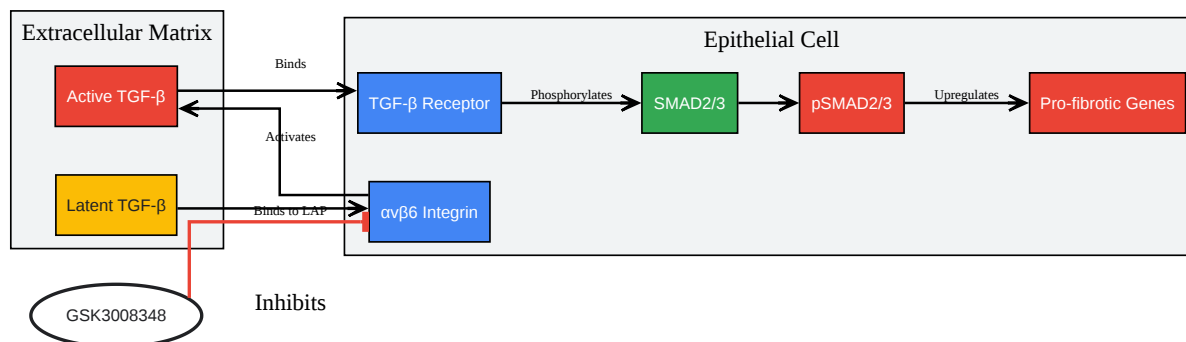 Extracellular Matrix
Epithelial Cell
Binds
Active TGF-β
TGF-β Receptor
Phosphorylates
SMAD2/3
pSMAD2/3
Upregulates
Pro-fibrotic Genes
Activates
Latent TGF-β
Binds to LAP
αvβ6 Integrin
GSK3008348
Inhibits